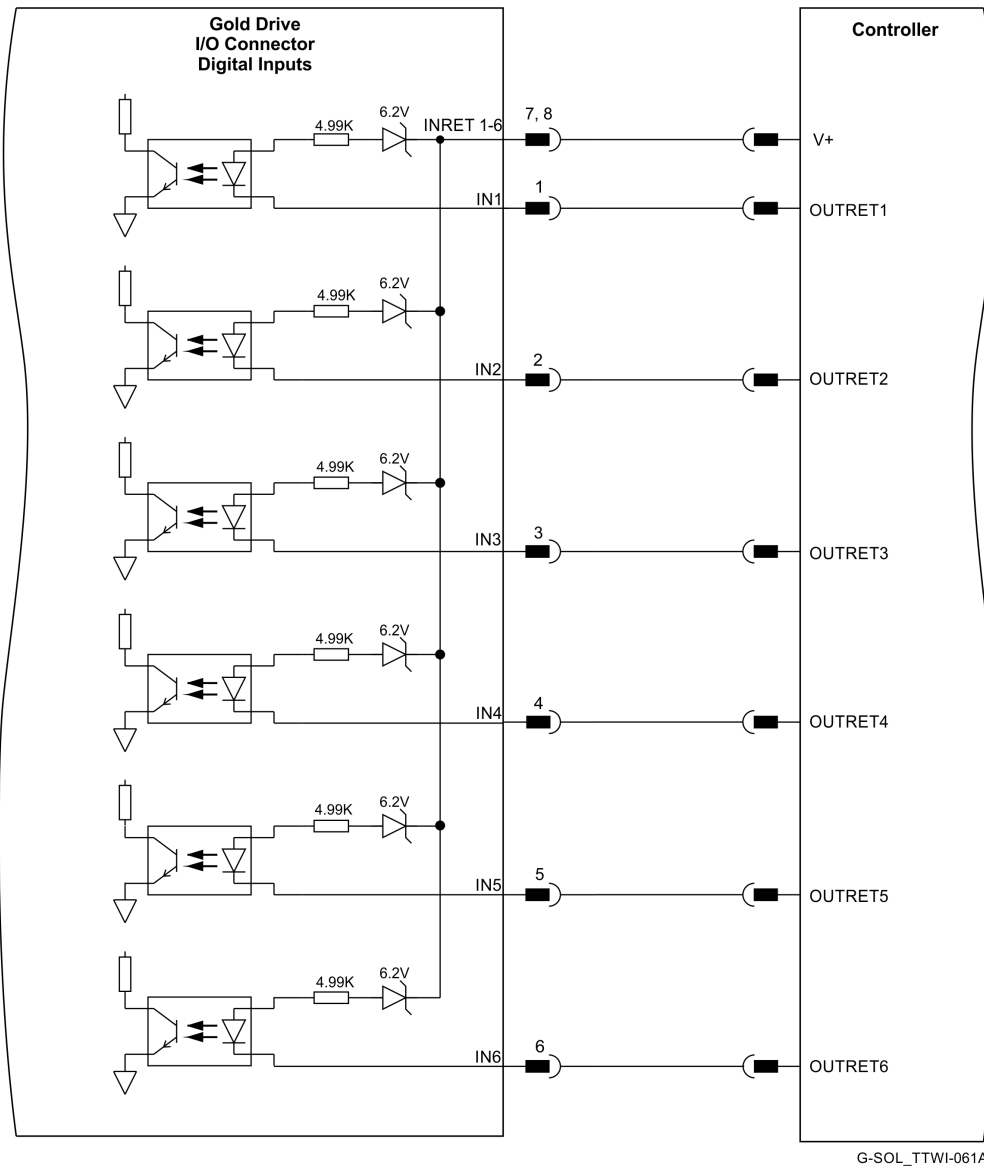 Gold Drive
I/O Connector
Digital Inputs
Controller
4.99K
6.2V
INRET 1-6
7, 8
V+
IN1
1
OUTRET1
4.99K
6.2V
IN2
2
OUTRET2
4.99K
6.2V
IN3
3
OUTRET3
4.99K
6.2V
IN4
4
OUTRET4
4.99K
6.2V
IN5
5
OUTRET5
4.99K
6.2V
IN6
6
OUTRET6
G-SOL_TTWI-061A